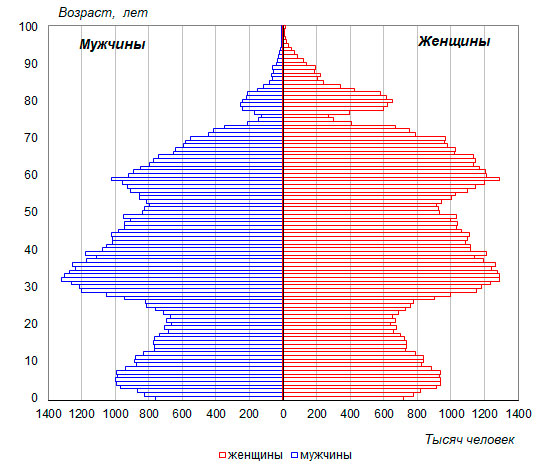 Возраст, лет
Мужчины
Женщины
100
90
80
70
60
50
40
30
20
10
0
1400 1200 1000 800 600 400 200 0 200 400 600 800 1000 1200 1400
Тысяч человек
женщины мужчины